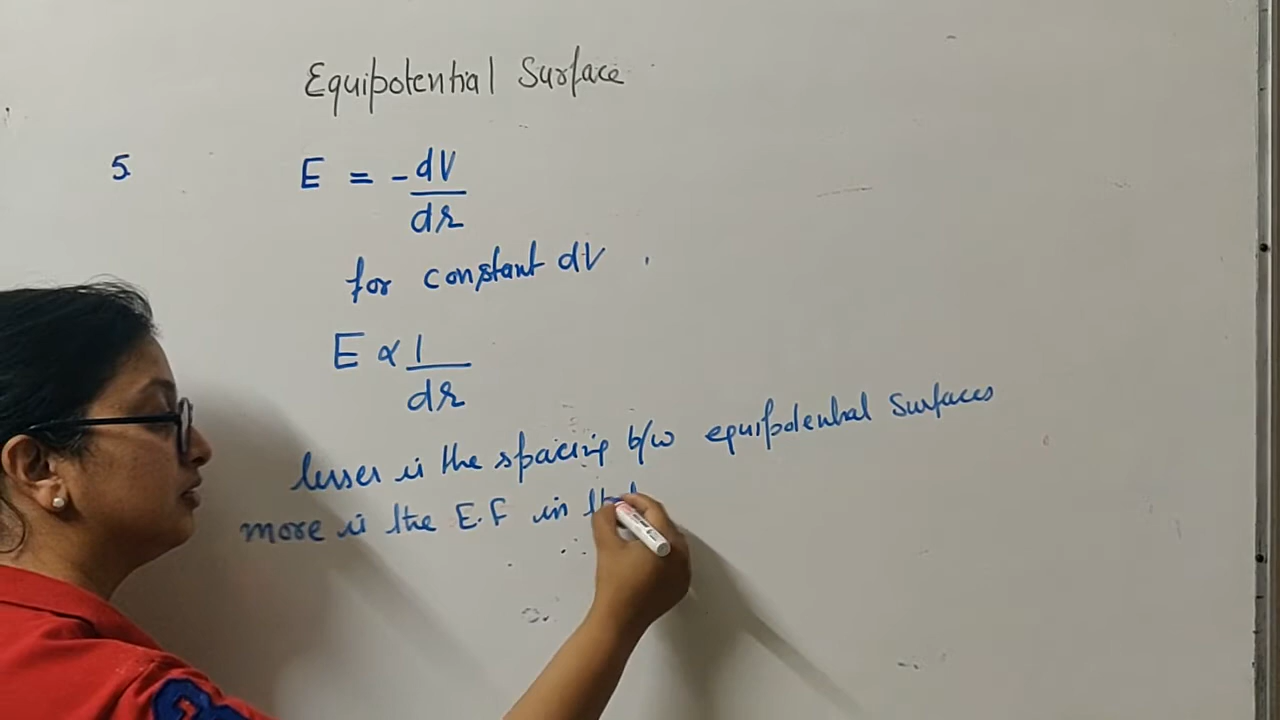 Equipotential Surface
5. E = -dV/dr
for constant dV.
E ∝ 1/dr
lesser is the spacing b/w equipotential surfaces
more is the E.F in